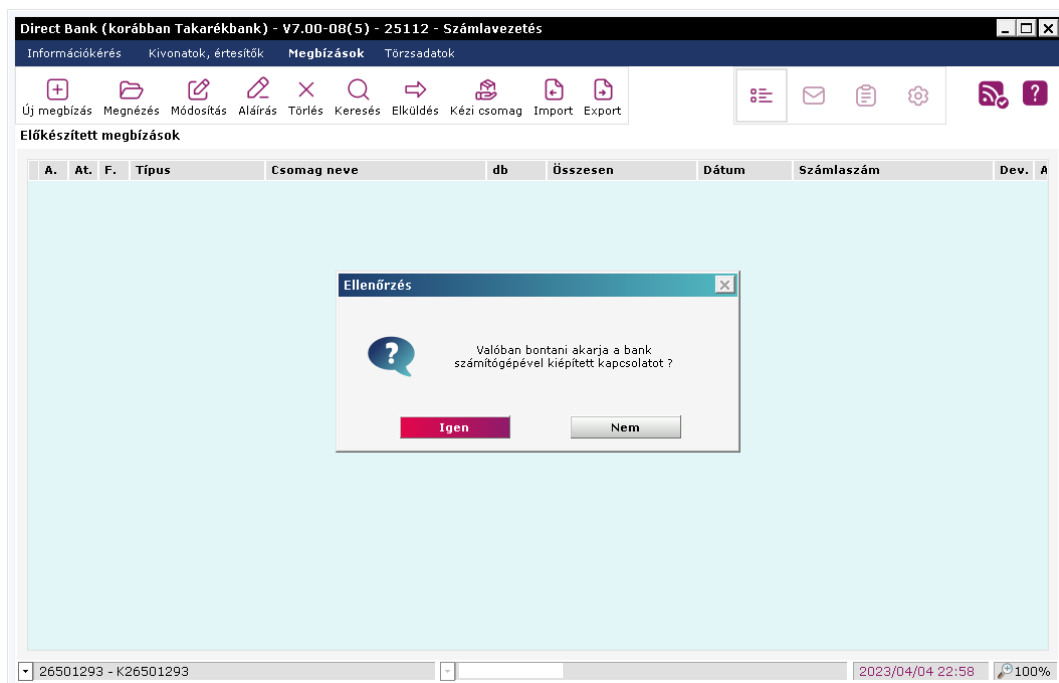 Direct Bank (korábban Takarékbank) - V7.00-08(5) - 25112 - Számlavezetés
Információkérés Kivonatok, értesítők Megbízások Törzsadatok
Új megbízás Megnézés Módosítás Aláírás Törlés Keresés Elküldés Kézi csomag Import Export
?
Előkészített megbízások
A. At. F. Típus Csomag neve db Összesen Dátum Számlaszám Dev. A
Ellenőrzés
?
Valóban bontani akarja a bank
számítógépével kiépített kapcsolatot ?
Igen Nem
26501293 - K26501293 2023/04/04 22:58 100%